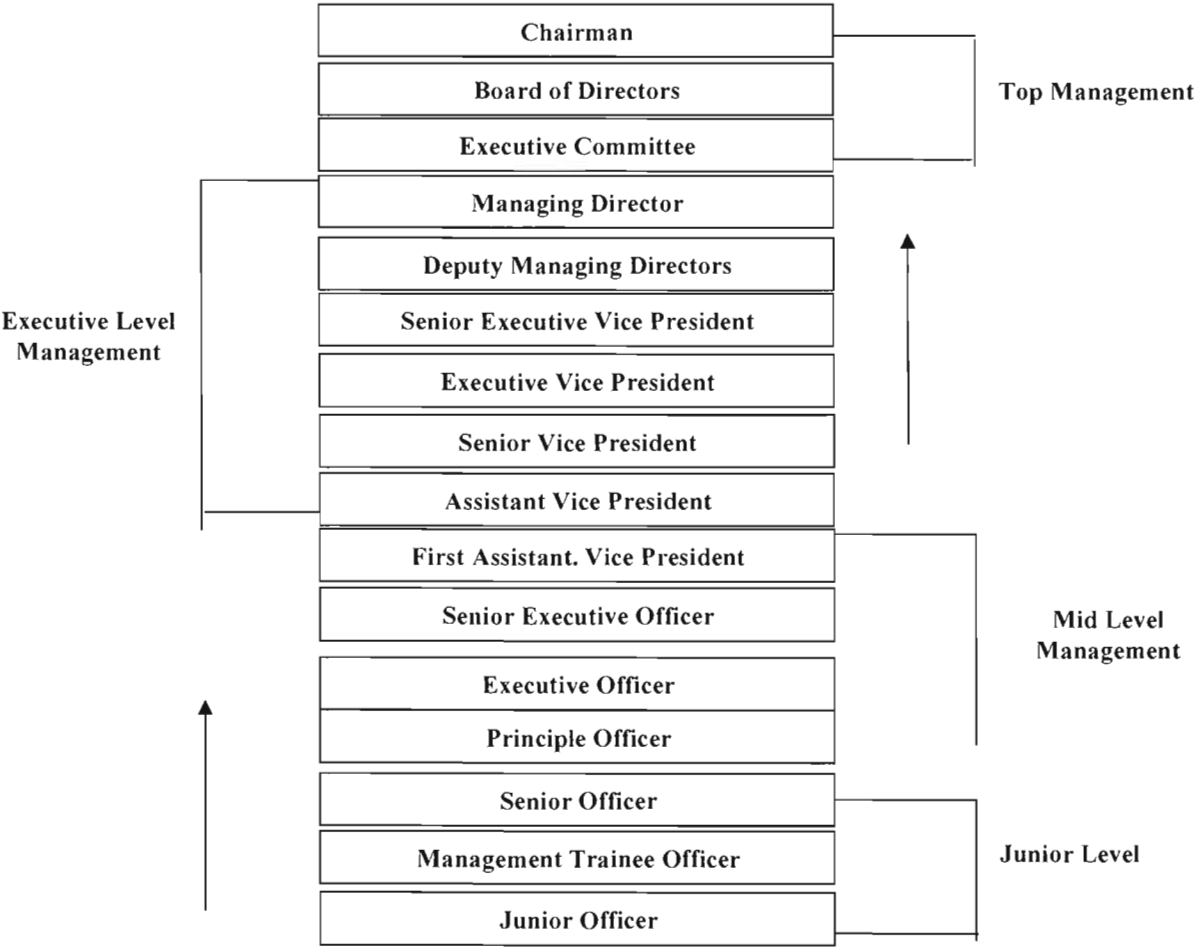 Chairman
Board of Directors
Top Management
Executive Committee
Managing Director
Deputy Managing Directors
Executive Level
Management
Senior Executive Vice President
Executive Vice President
Senior Vice President
Assistant Vice President
First Assistant. Vice President
Senior Executive Officer
Mid Level
Management
Executive Officer
Principle Officer
Senior Officer
Management Trainee Officer
Junior Level
Junior Officer